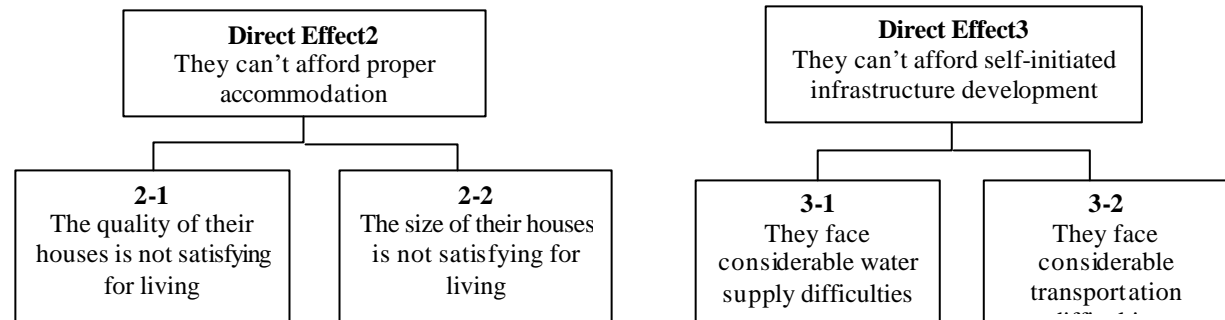 Direct Effect2
They can't afford proper
accommodation
Direct Effect3
They can't afford self-initiated
infrastructure development
2-1
The quality of their
houses is not satisfying
for living
2-2
The size of their houses
is not satisfying for
living
3-1
They face
considerable water
supply difficulties
3-2
They face
considerable
transportation